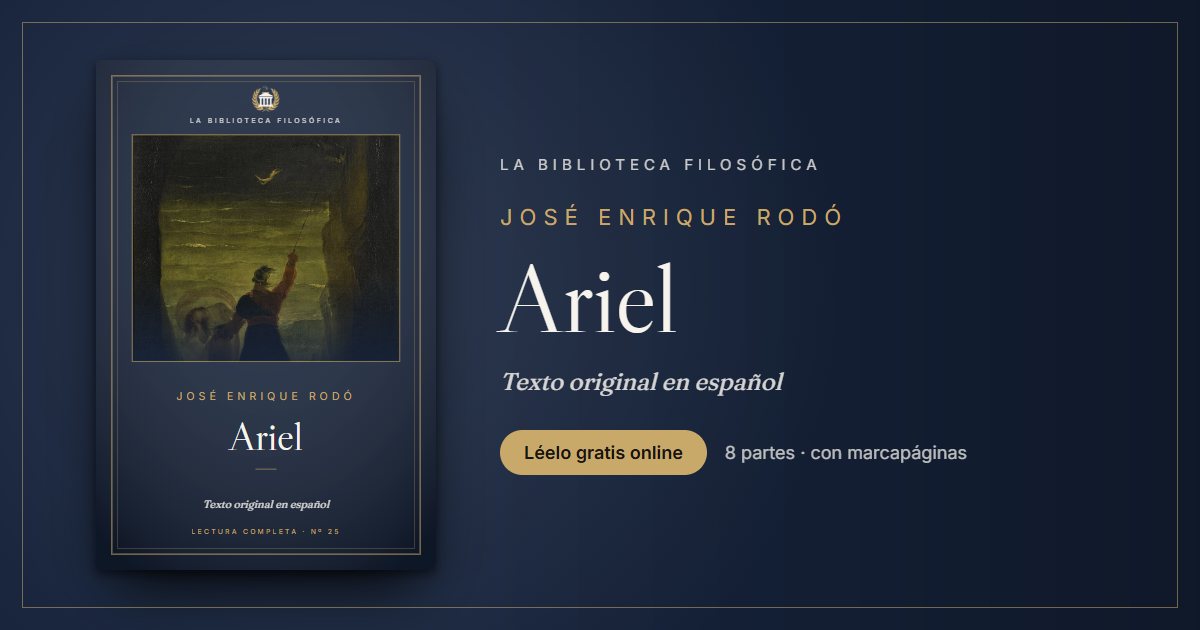 LA BIBLIOTECA FILOSÓFICA
JOSÉ ENRIQUE RODÓ
Ariel
Texto original en español
LECTURA COMPLETA · Nº 25
LA BIBLIOTECA FILOSÓFICA
JOSÉ ENRIQUE RODÓ
Ariel
Texto original en español
Léelo gratis online
8 partes · con marcapáginas